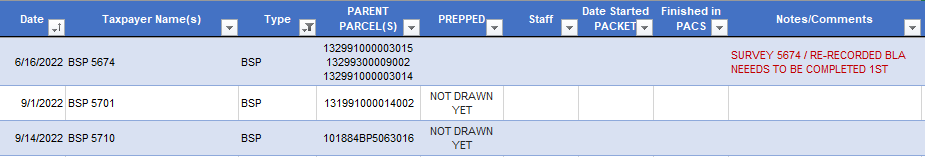 Date Taxpayer Name(s) Type PARENT PARCEL(S) PREPPED Staff Date Started PACKET Finished in PACS Notes/Comments
6/16/2022 BSP 5674 BSP 132991000003015
13299300009002
132991000003014
SURVEY 5674 / RE-RECORDED BLA
NEEEDS TO BE COMPLETED 1ST
9/1/2022 BSP 5701 BSP 131991000014002 NOT DRAWN
YET
9/14/2022 BSP 5710 BSP 101884BP5063016 NOT DRAWN
YET